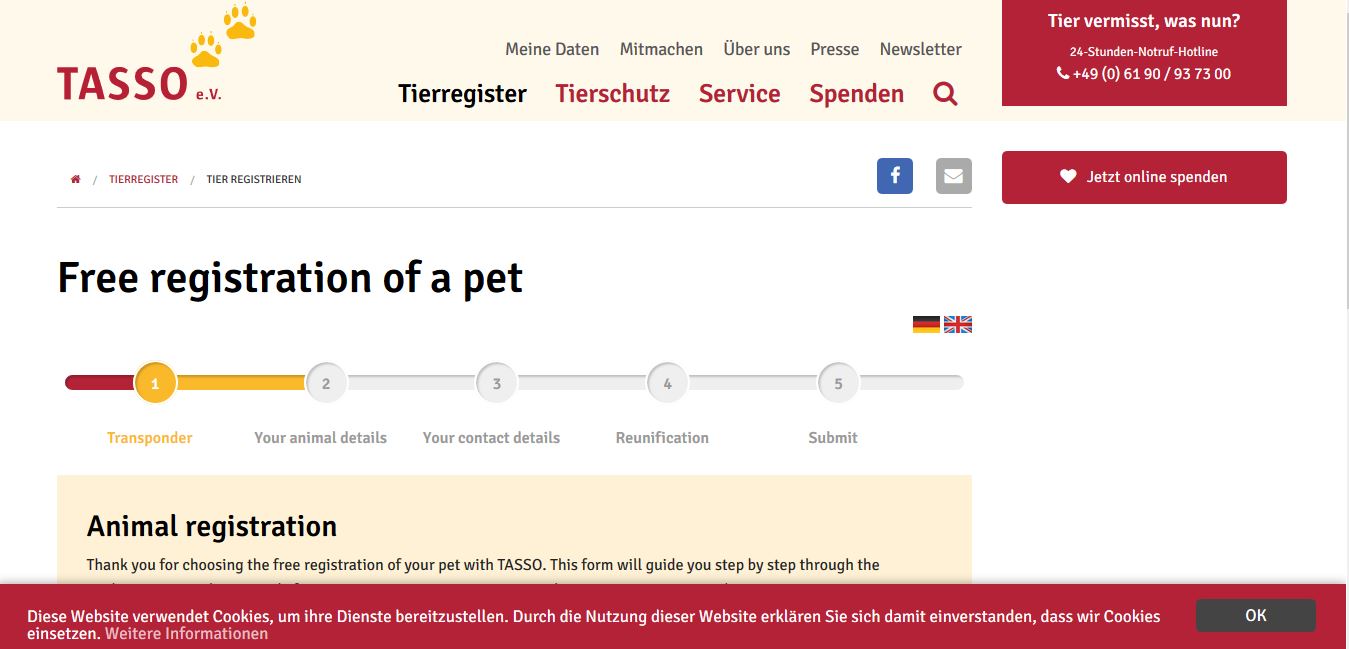 TASSO e.V.
Meine Daten Mitmachen Über uns Presse Newsletter
Tierregister Tierschutz Service Spenden
Tier vermisst, was nun?
24-Stunden-Notruf-Hotline
+49 (0) 61 90 / 93 73 00
/ TIERREGISTER / TIER REGISTRIEREN
f
Jetzt online spenden
Free registration of a pet
1 2 3 4 5
Transponder Your animal details Your contact details Reunification Submit
Animal registration
Thank you for choosing the free registration of your pet with TASSO. This form will guide you step by step through the
Diese Website verwendet Cookies, um ihre Dienste bereitzustellen. Durch die Nutzung dieser Website erklären Sie sich damit einverstanden, dass wir Cookies
einsetzen. Weitere Informationen
OK